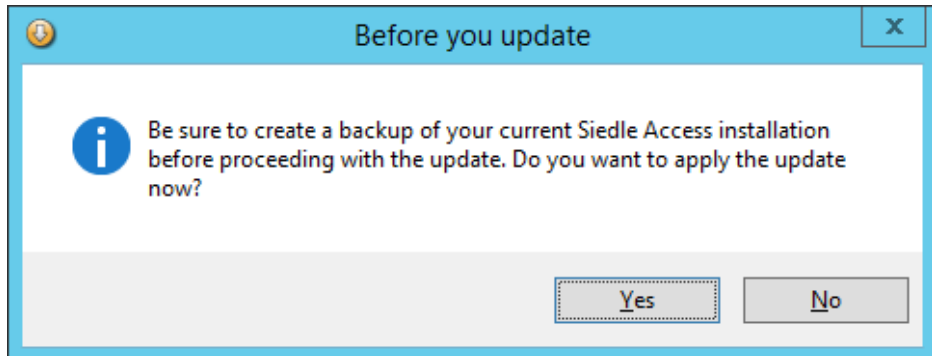 Before you update
Be sure to create a backup of your current Siedle Access installation
before proceeding with the update. Do you want to apply the update
now?
Yes
No